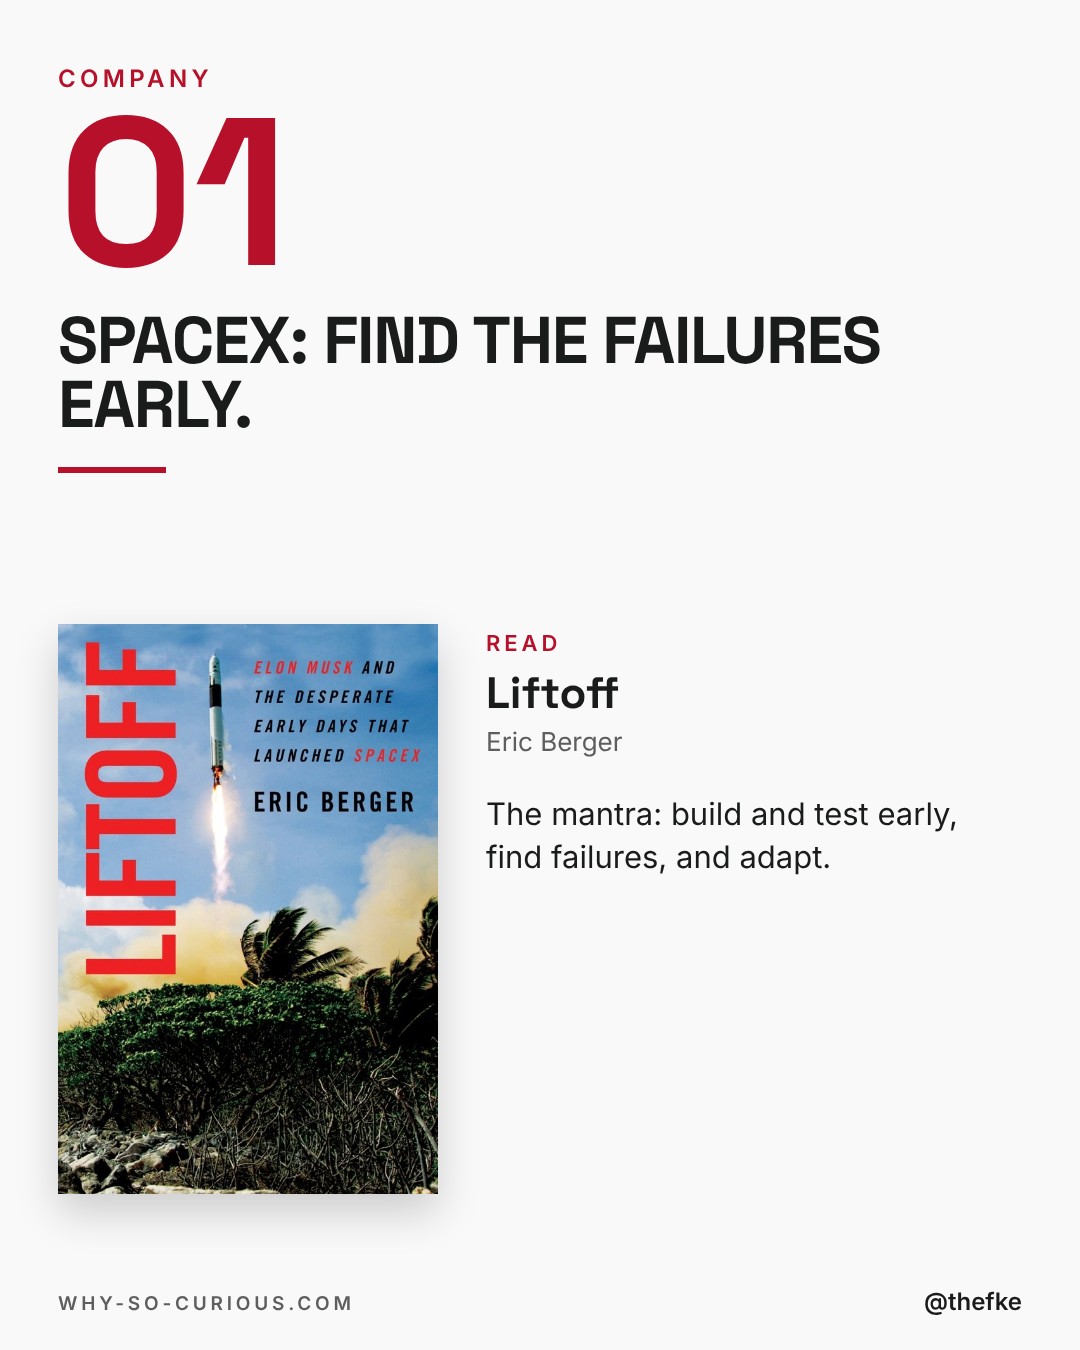 COMPANY
01
SPACEX: FIND THE FAILURES
EARLY.
LIFTOFF
ELON MUSK AND
THE DESPERATE
EARLY DAYS THAT
LAUNCHED SPACEX
ERIC BERGER
READ
Liftoff
Eric Berger
The mantra: build and test early,
find failures, and adapt.
WHY-SO-CURIOUS.COM
@thefke